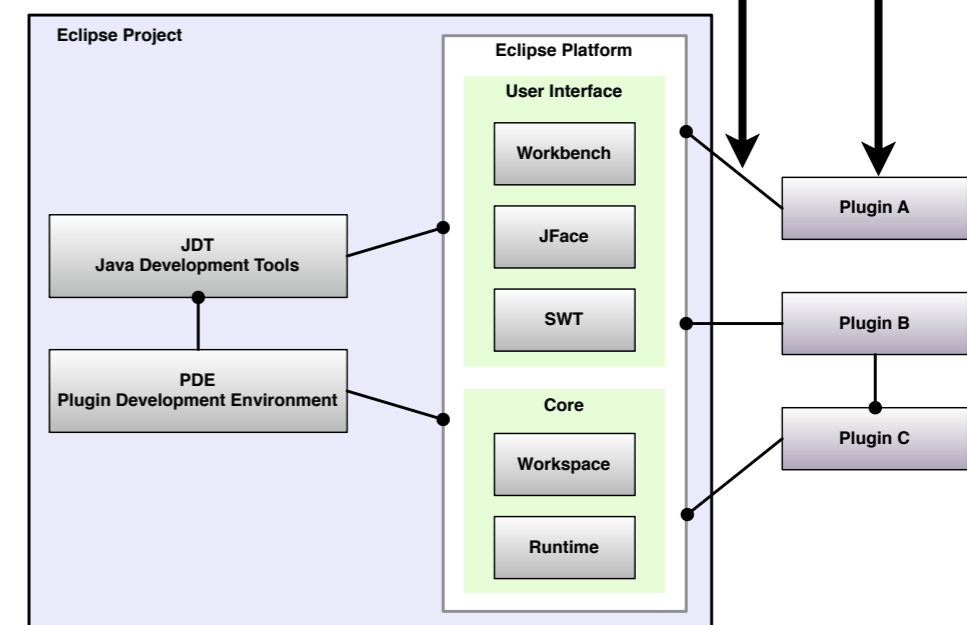 Eclipse Project
Eclipse Platform
User Interface
Workbench
JFace
SWT
Core
Workspace
Runtime
JDT
Java Development Tools
PDE
Plugin Development Environment
Plugin A
Plugin B
Plugin C